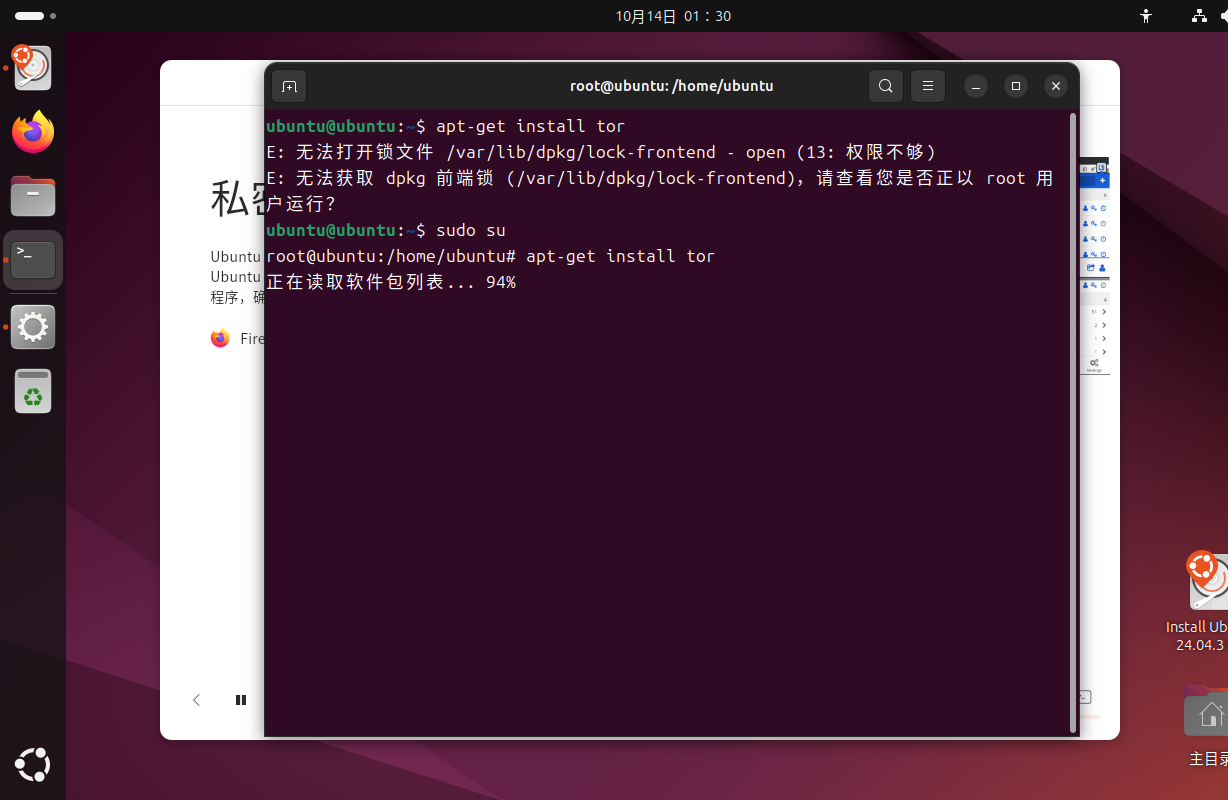 10月14日 01：30
root@ubuntu: /home/ubuntu
ubuntu@ubuntu:~$ apt-get install tor
E: 无法打开锁文件 /var/lib/dpkg/lock-frontend - open (13: 权限不够)
E: 无法获取 dpkg 前端锁 (/var/lib/dpkg/lock-frontend)，请查看您是否正以 root 用
户运行？
ubuntu@ubuntu:~$ sudo su
root@ubuntu:/home/ubuntu# apt-get install tor
正在读取软件包列表... 94%
私密
Ubuntu
Ubuntu
程序，确
Fire
Settings
Install Ub
24.04.3
主目录